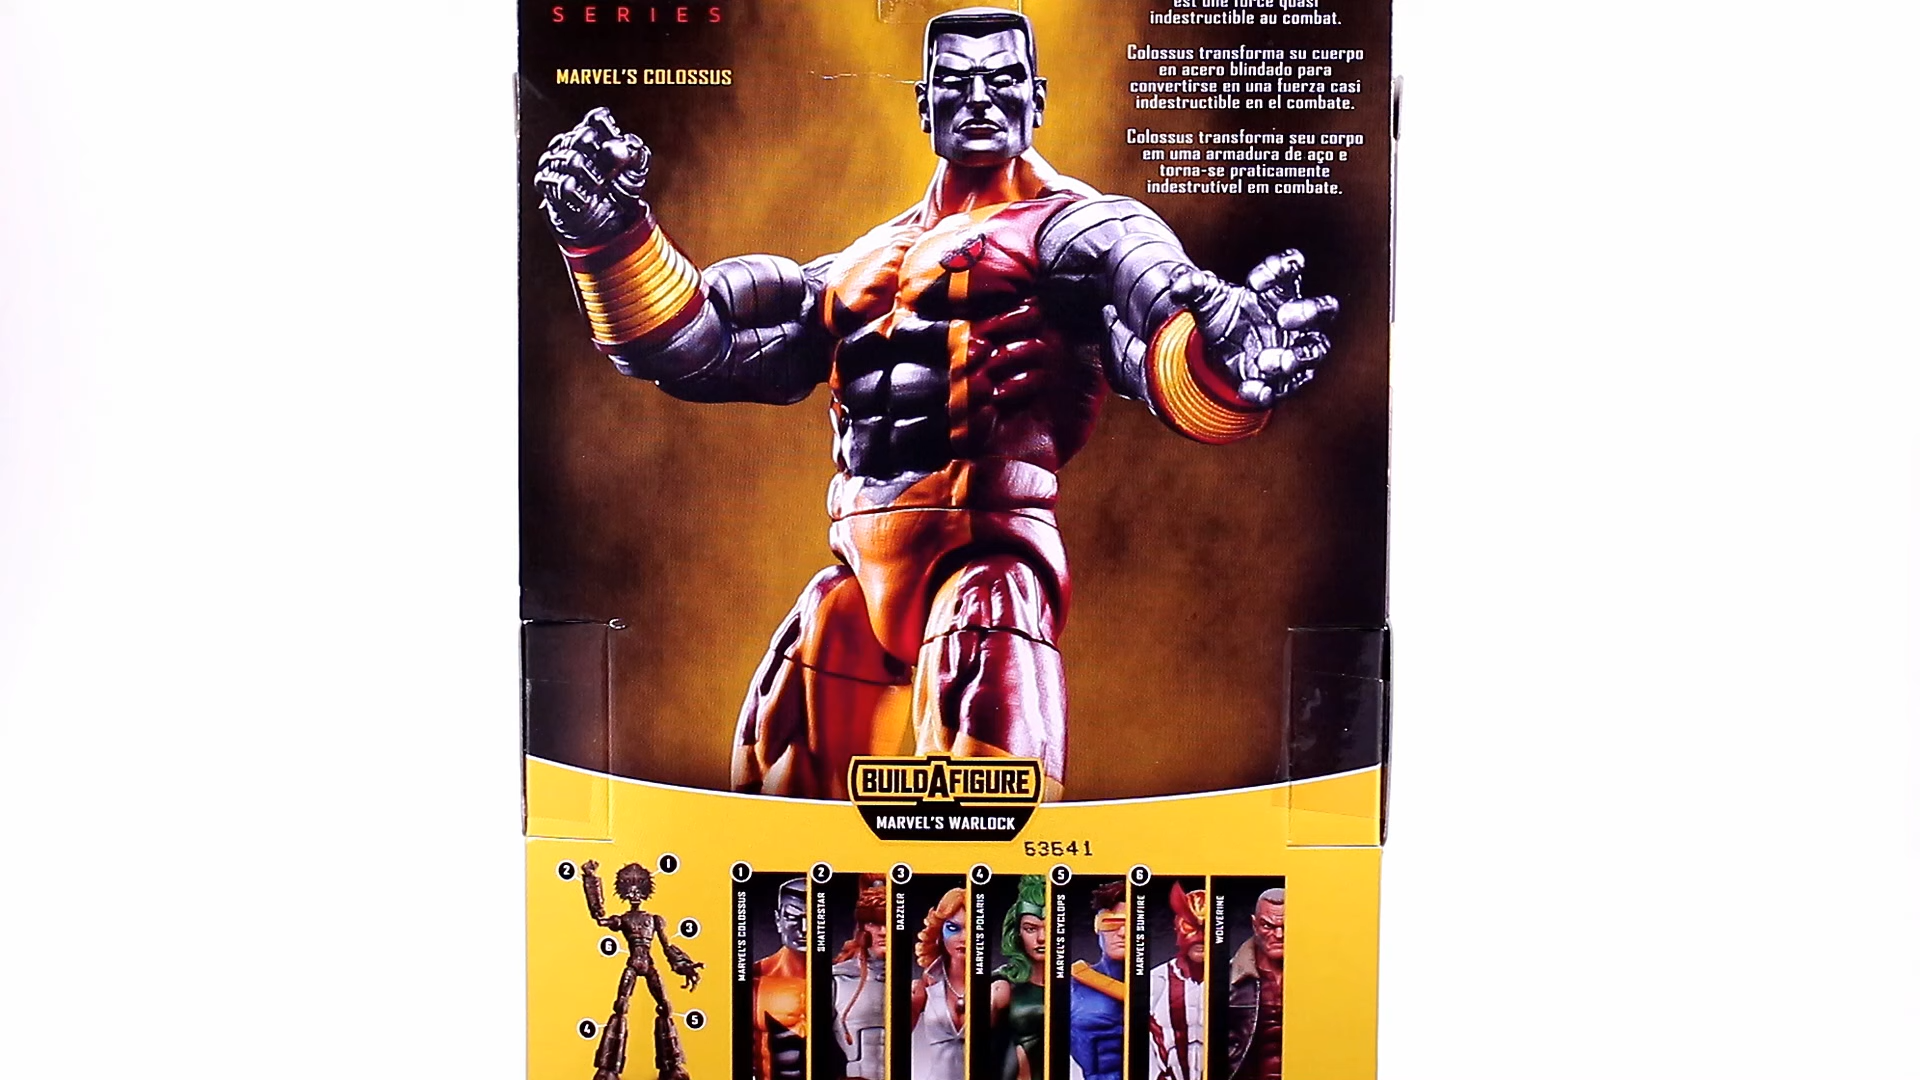 SERIES
MARVEL'S COLOSSUS
est une force quasi
indestructible au combat.
Colossus transforma su cuerpo
en acero blindado para
convertirse en una fuerza casi
indestructible en el combate.
Colossus transforma seu corpo
em uma armadura de aço e
torna-se praticamente
indestrutível em combate.
BUILDAFIGURE
MARVEL'S WARLOCK
63641
2
1
3
6
4
5
1
MARVEL'S COLOSSUS
2
SHATTERSTAR
3
DAZZLER
4
MARVEL'S POLARIS
5
MARVEL'S CYCLOPS
6
MARVEL'S SUNFIRE
WOLVERINE